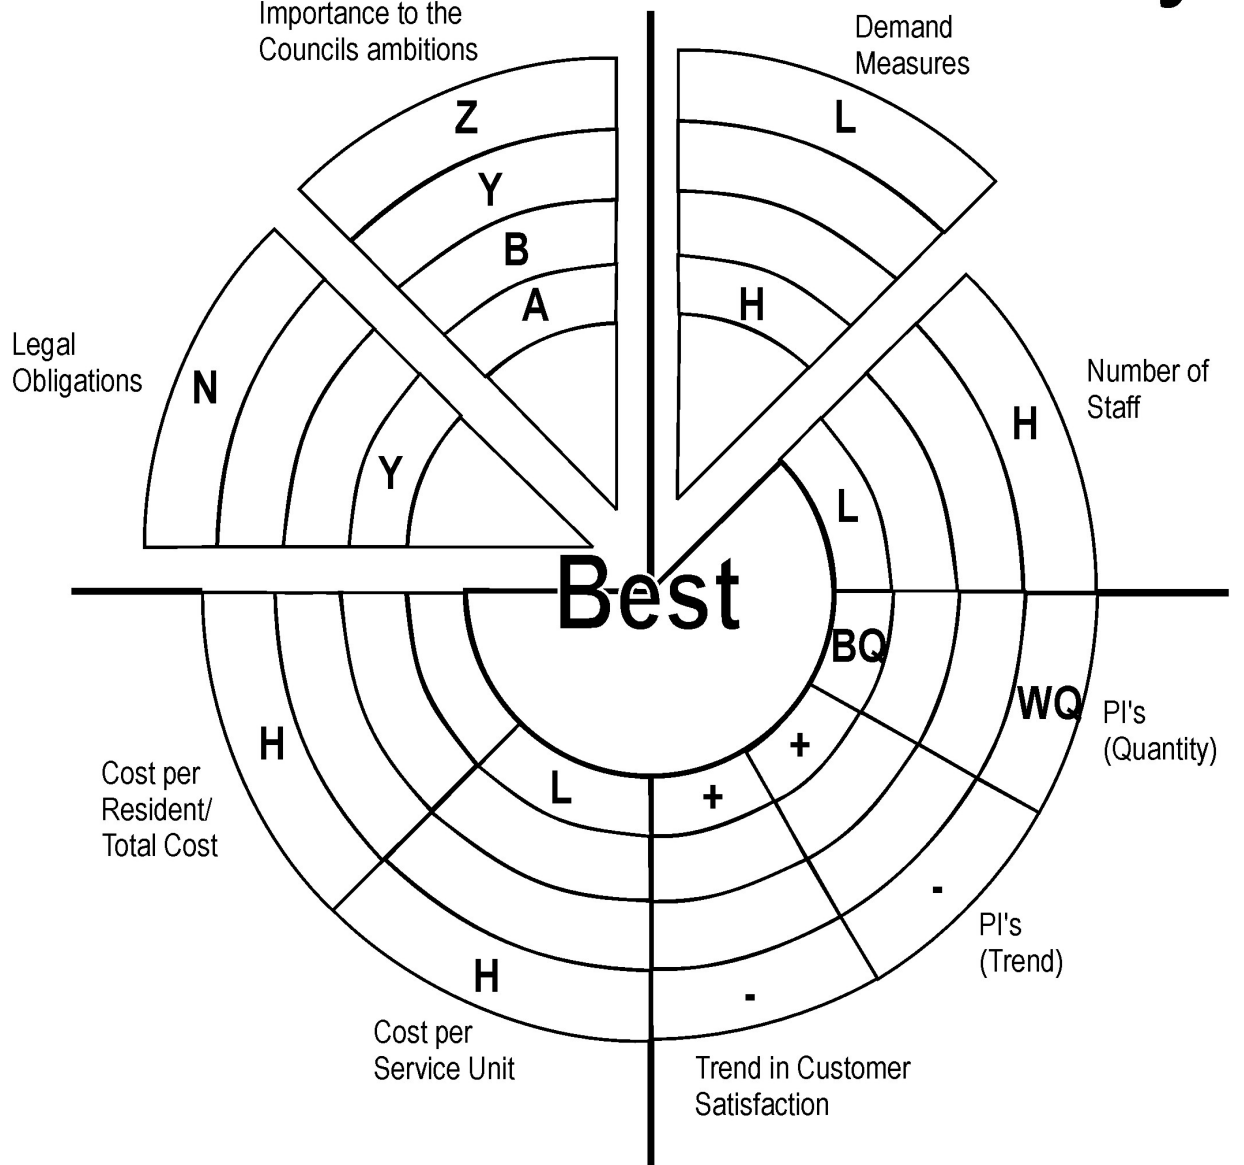 Importance to the
Councils ambitions
Demand
Measures
Z
L
Y
B
A
H
Legal
Obligations
N
Y
Number of
Staff
H
L
Best
BQ
WQ
PI's
(Quantity)
+
H
Cost per
Resident/
Total Cost
L
+
-
PI's
(Trend)
H
-
Cost per
Service Unit
Trend in Customer
Satisfaction